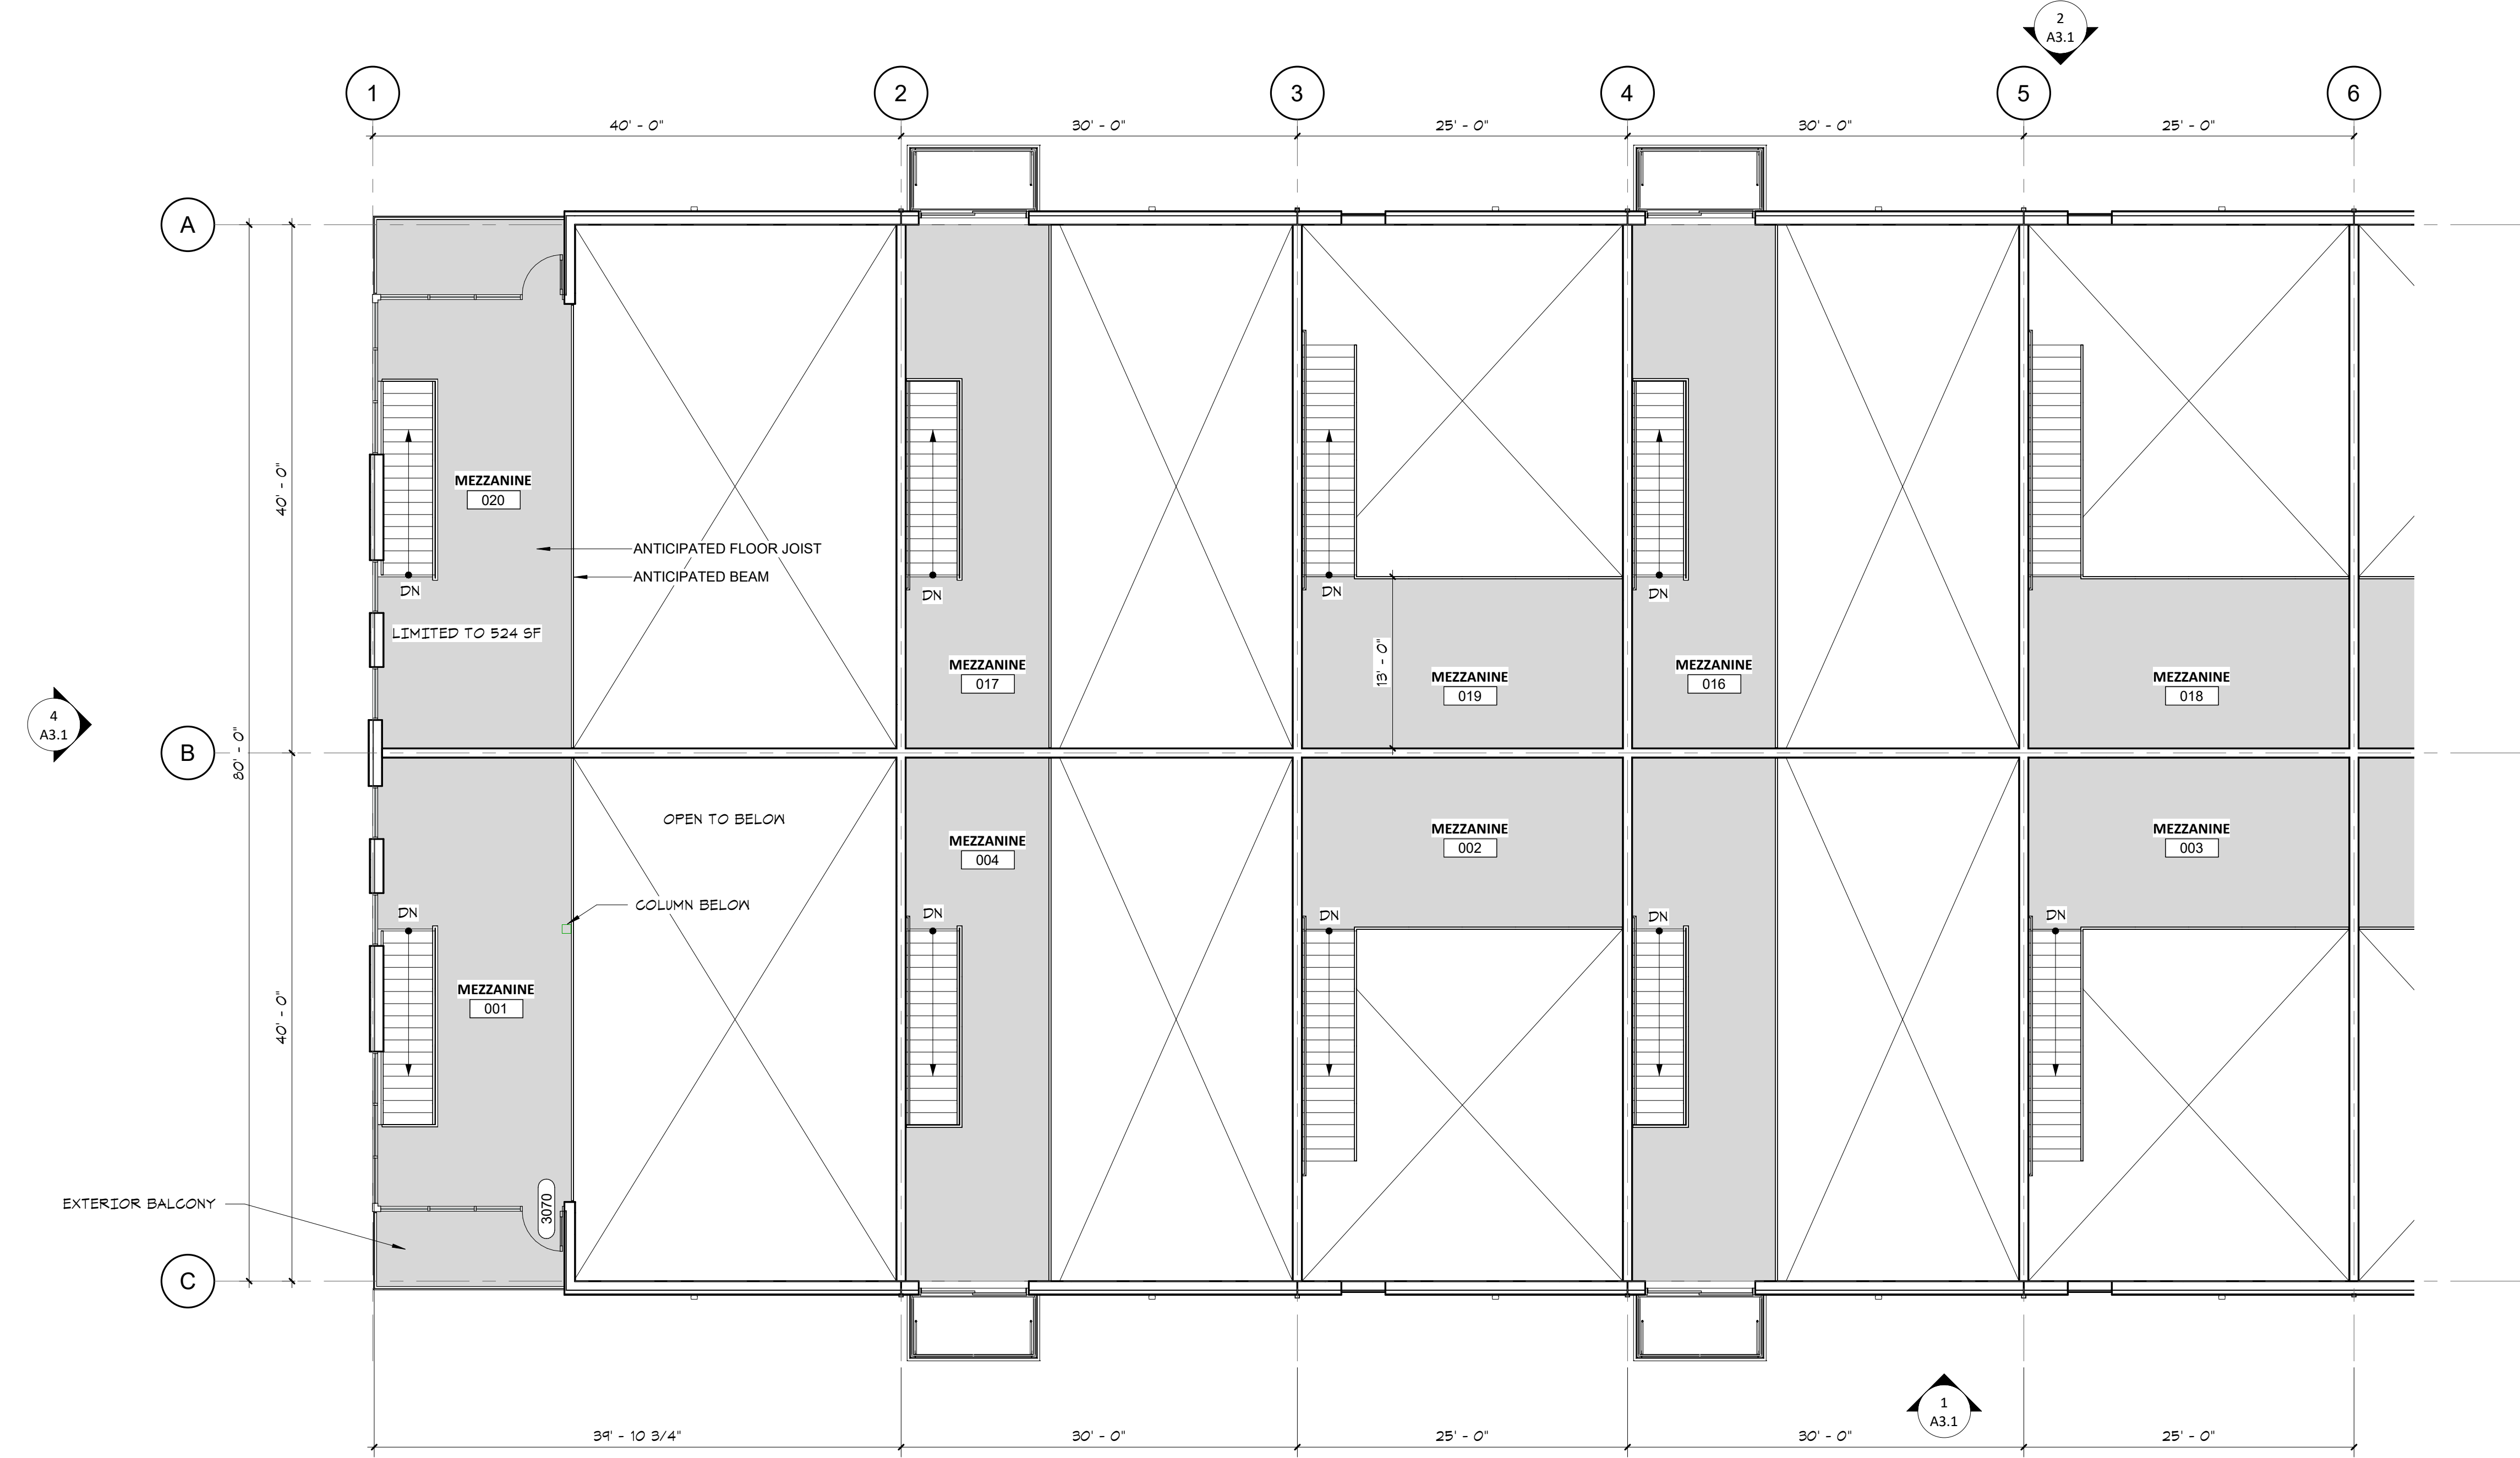 2
A3.1
1
2
3
4
5
6
40' - 0"
30' - 0"
25' - 0"
30' - 0"
25' - 0"
A
40' - 0"
MEZZANINE
020
ANTICIPATED FLOOR JOIST
ANTICIPATED BEAM
DN
DN
DN
DN
LIMITED TO 524 SF
MEZZANINE
017
13' - 0"
MEZZANINE
019
MEZZANINE
016
MEZZANINE
018
4
A3.1
B
80' - 0"
OPEN TO BELOW
MEZZANINE
004
MEZZANINE
002
MEZZANINE
003
COLUMN BELOW
DN
DN
DN
DN
DN
MEZZANINE
001
40' - 0"
3070
EXTERIOR BALCONY
C
1
A3.1
39' - 10 3/4"
30' - 0"
25' - 0"
30' - 0"
25' - 0"